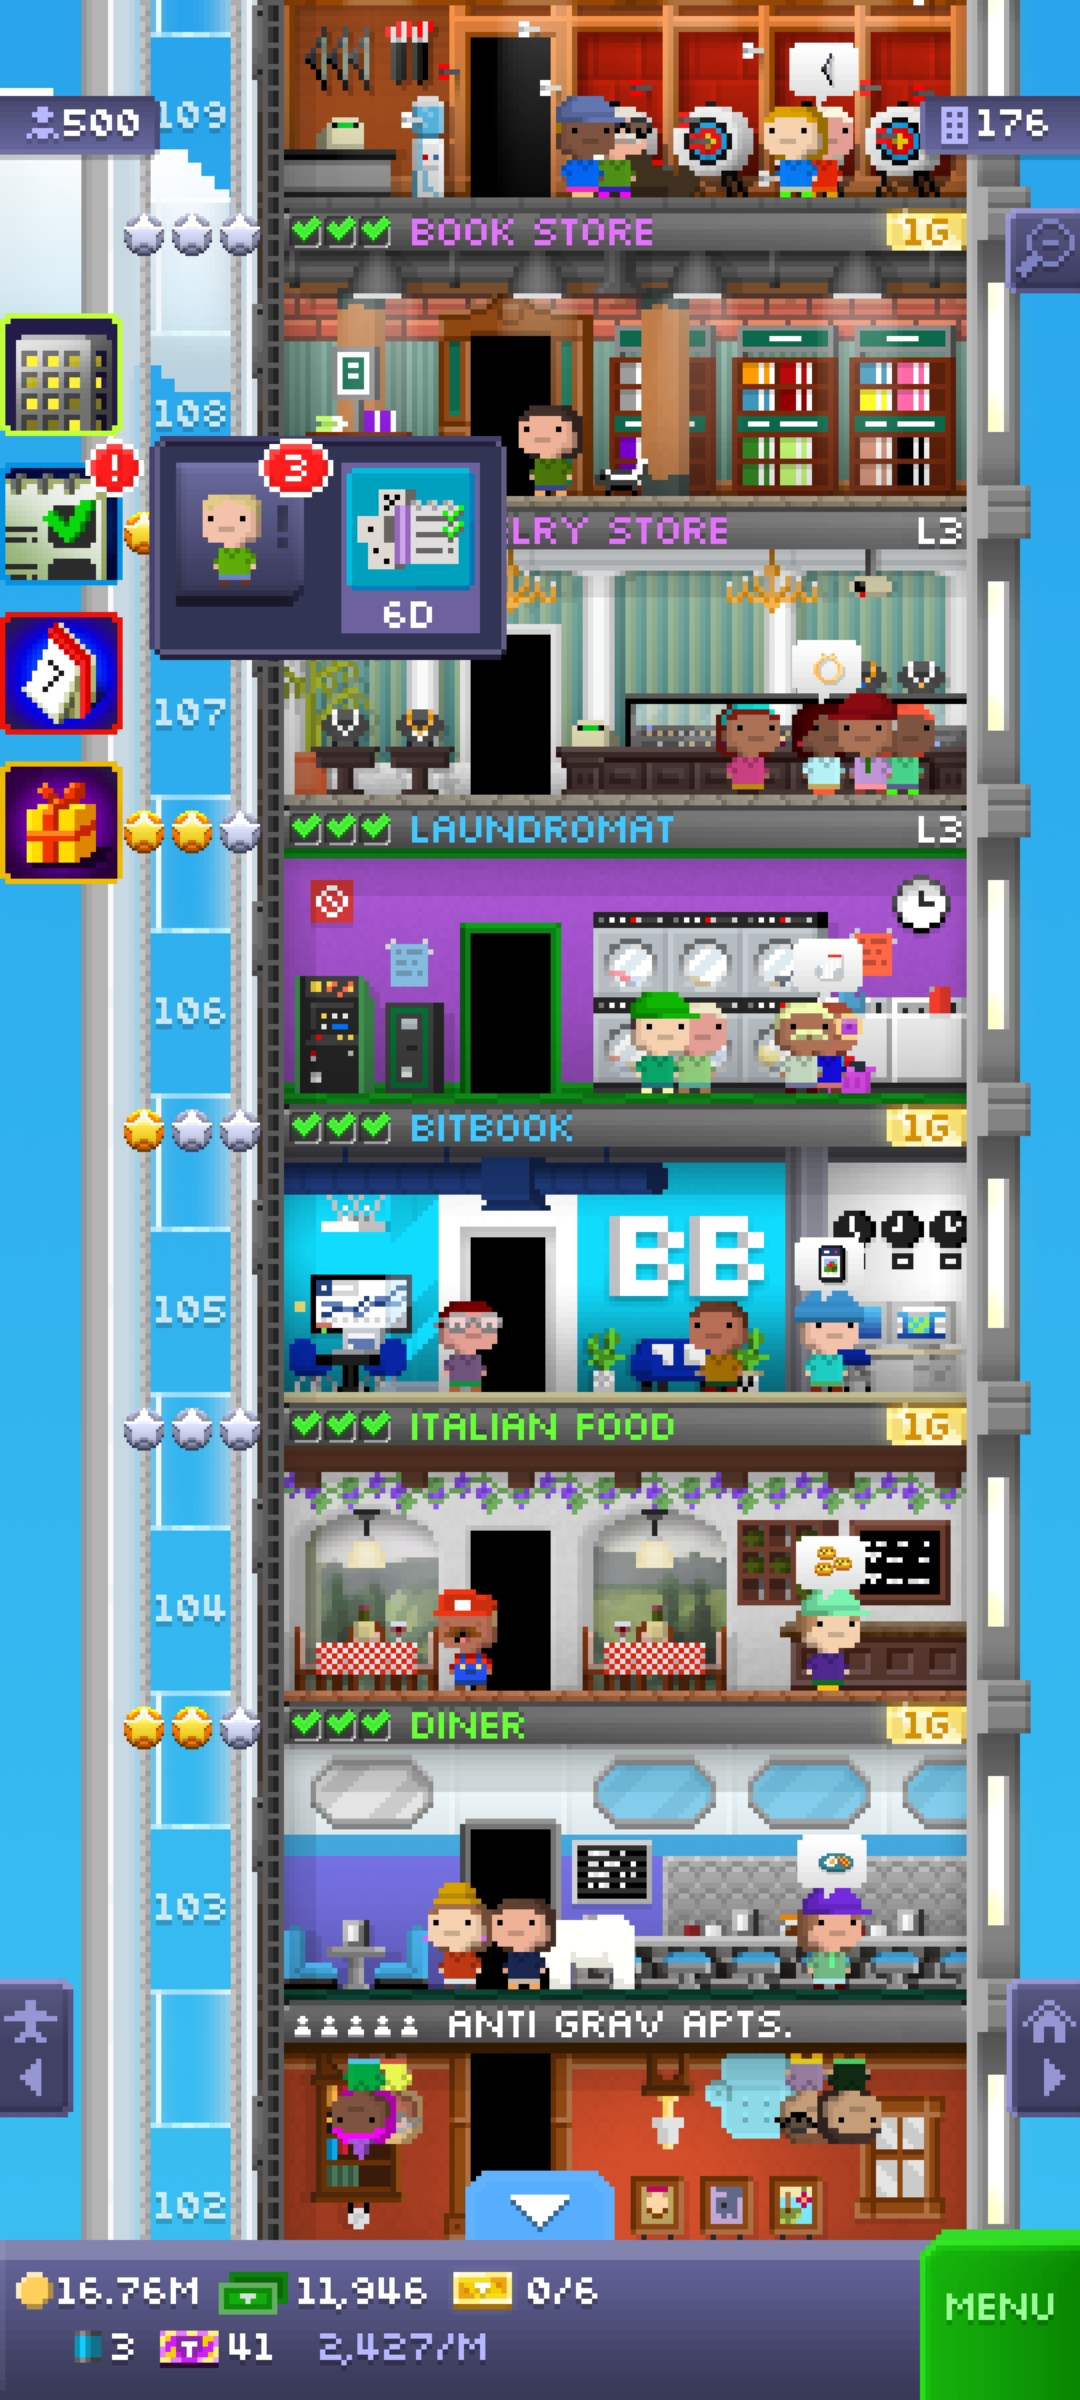 109
500
176
BOOK STORE 1G
108
3
6D
LRY STORE L3
107
LAUNDROMAT L3
106
BITBOOK 1G
BB
105
ITALIAN FOOD 1G
104
DINER 1G
103
ANTI GRAV APTS.
102
16.76M 11,946 0/6
3 41 2,427/M
MENU